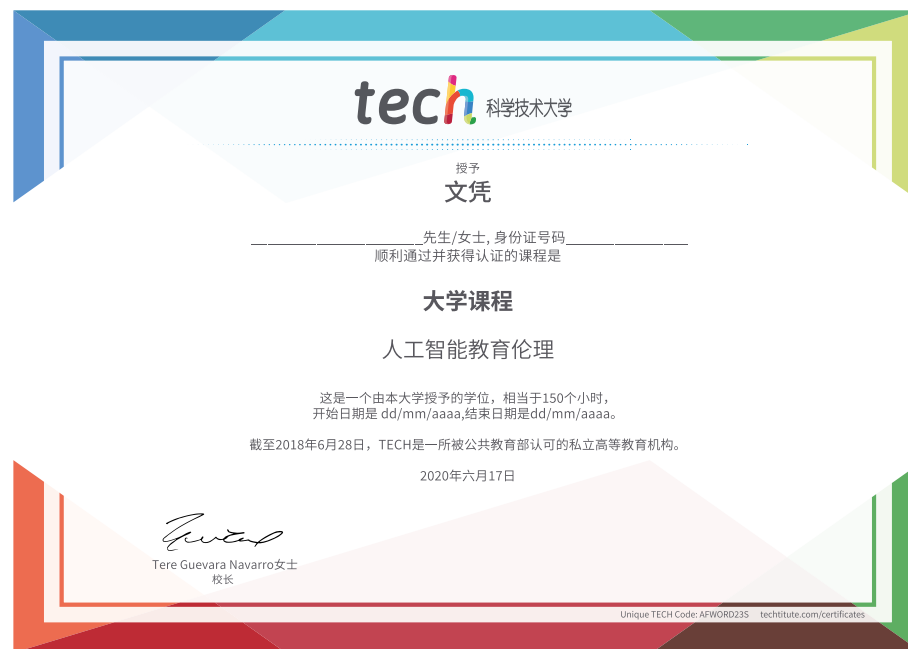 tech 科学技术大学
授予
文凭
______________________先生/女士, 身份证号码________________
顺利通过并获得认证的课程是
大学课程
人工智能教育伦理
这是一个由本大学授予的学位，相当于150个小时，
开始日期是 dd/mm/aaaa,结束日期是dd/mm/aaaa。
截至2018年6月28日，TECH是一所被公共教育部认可的私立高等教育机构。
2020年六月17日
Tere Guevara Navarro女士
校长
Unique TECH Code: AFWORD23S techtitute.com/certificates